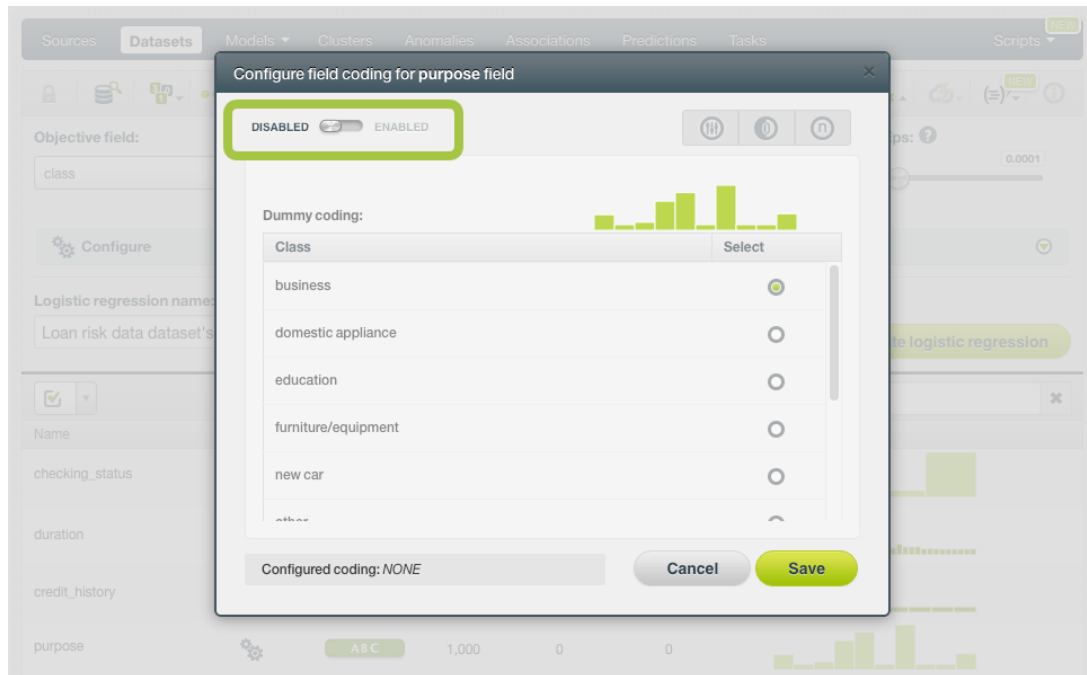 NEW
Sources Datasets Models Clusters Anomalies Associations Predictions Tasks Scripts
Configure field coding for purpose field
NEW
DISABLED ENABLED
Objective field:
ps:
0.0001
class
Dummy coding:
Class Select
Configure
business
Logistic regression name:
domestic appliance
Loan risk data dataset's
te logistic regression
education
furniture/equipment
Name
new car
checking_status
other
duration
Configured coding: NONE
Cancel Save
credit_history
purpose ABC 1,000 0 0